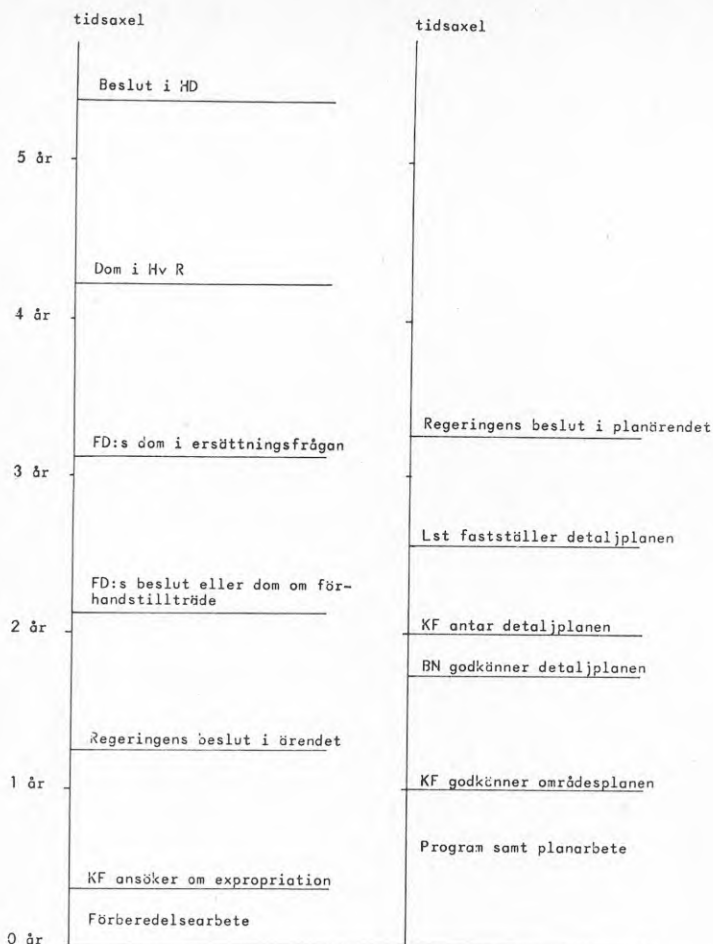 tidsaxel
Beslut i HD
5 år
Dom i Hv R
4 år
FD:s dom i ersättningsfrågan
3 år
FD:s beslut eller dom om för-
handstillträde
2 år
Regeringens beslut i ärendet
1 år
KF ansöker om expropriation
Förberedelsearbete
0 år
tidsaxel
Regeringens beslut i planärendet
Lst fastställer detaljplanen
KF antar detaljplanen
BN godkänner detaljplanen
KF godkänner områdesplanen
Program samt planarbete